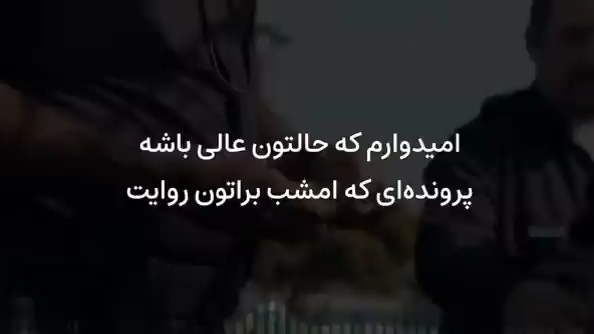 امیدوارم که حالتون عالی باشه
پرونده‌ای که امشب براتون روایت